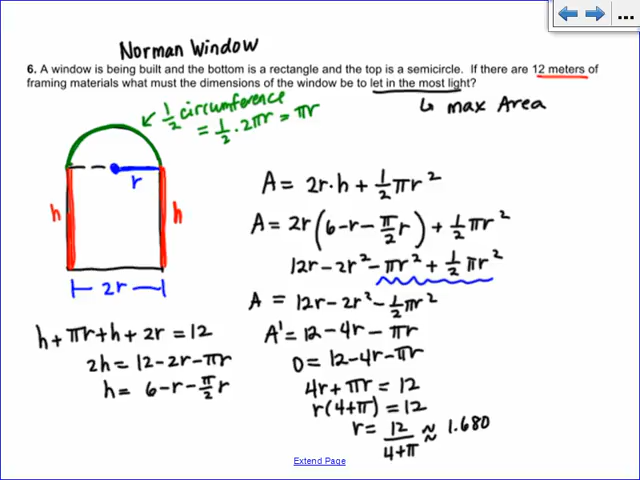 Norman Window
6. A window is being built and the bottom is a rectangle and the top is a semicircle. If there are 12 meters of
framing materials what must the dimensions of the window be to let in the most light?
↳ max Area
½ circumference
= ½ · 2πr = πr
r
h
h
2r
h + πr + h + 2r = 12
2h = 12 - 2r - πr
h = 6 - r - π/2 r
A = 2r·h + ½πr²
A = 2r(6 - r - π/2 r) + ½πr²
12r - 2r² - πr² + ½πr²
A = 12r - 2r² - ½πr²
A' = 12 - 4r - πr
0 = 12 - 4r - πr
4r + πr = 12
r(4+π) = 12
r = 12/(4+π) ≈ 1.680
Extend Page